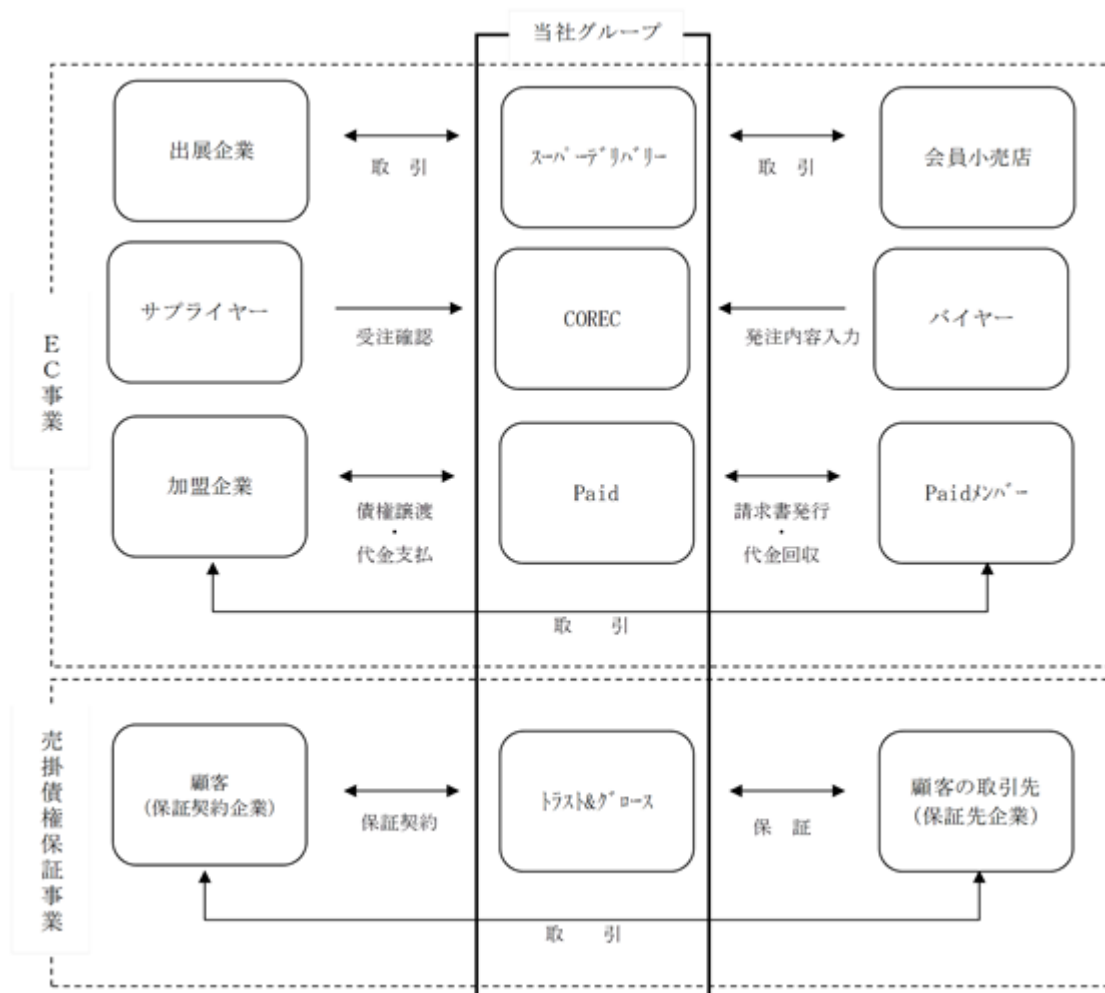 当社グループ
EC事業
出展企業
取 引
スーパーデリバリー
取 引
会員小売店
サプライヤー
受注確認
COREC
発注内容入力
バイヤー
加盟企業
債権譲渡
・
代金支払
Paid
請求書発行
・
代金回収
Paidメンバー
取 引
売掛債権保証事業
顧客
(保証契約企業)
保証契約
トラスト&グロース
保 証
顧客の取引先
(保証先企業)
取 引